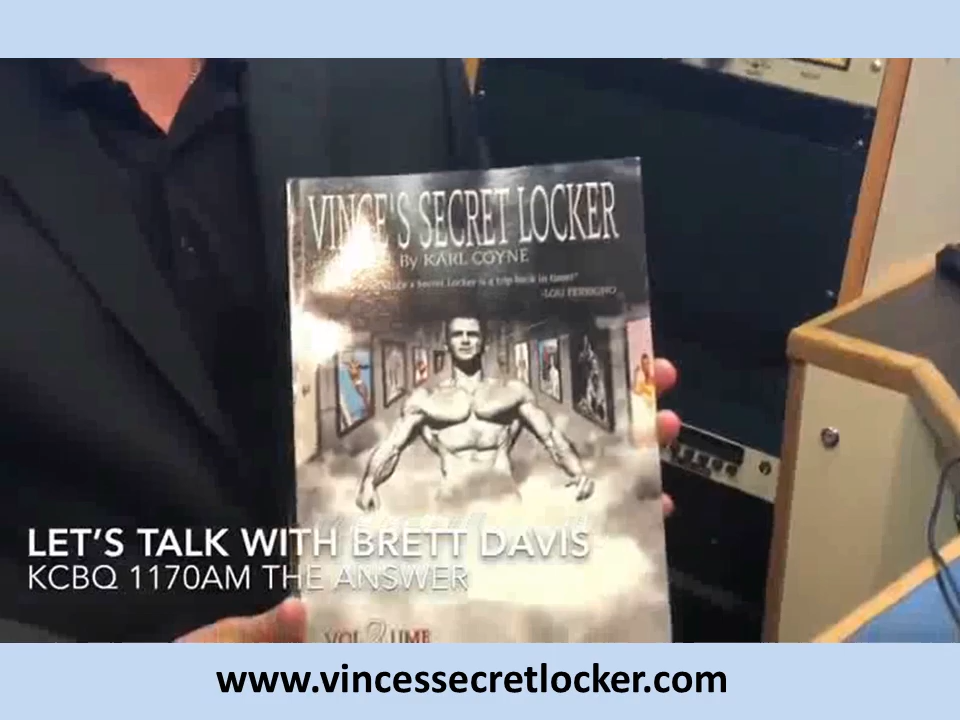 VINCE'S SECRET LOCKER
By KARL COYNE
Secret Locker is a trip back in time!"
-LOU FERRIGNO
LET'S TALK WITH BRETT DAVIS
KCBQ 1170AM THE ANSWER
VOLUME
www.vincessecretlocker.com